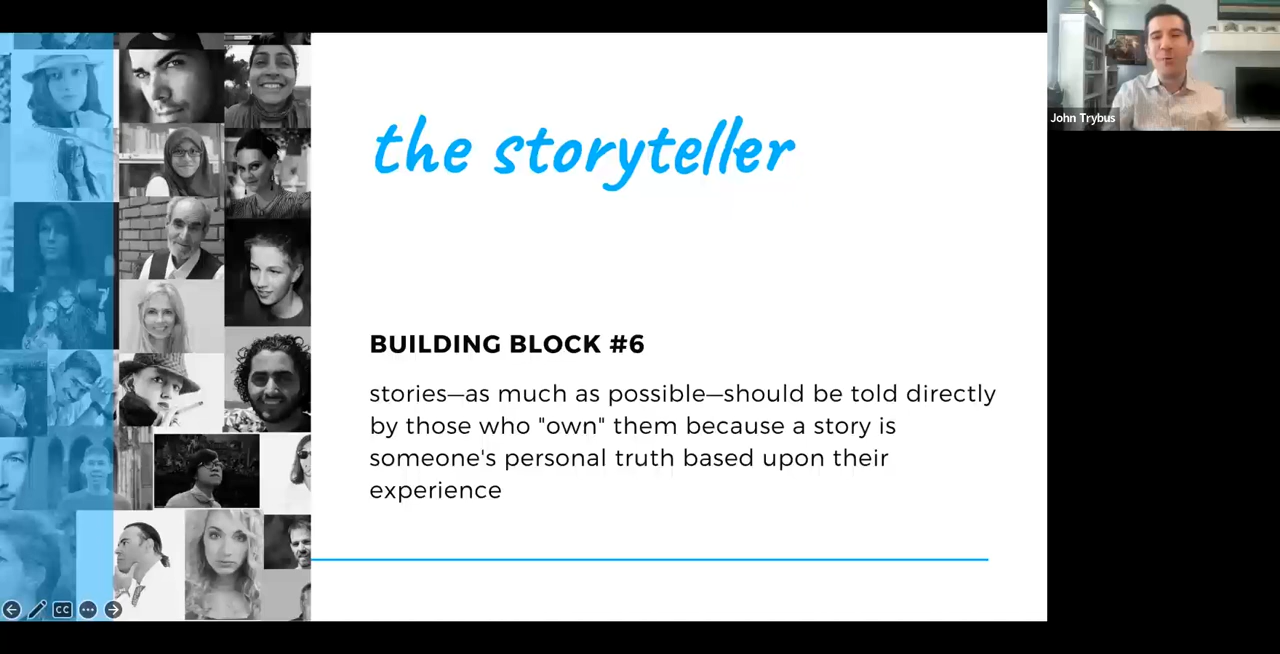 the storyteller
BUILDING BLOCK #6
stories—as much as possible—should be told directly
by those who "own" them because a story is
someone's personal truth based upon their
experience
John Trybus
CC